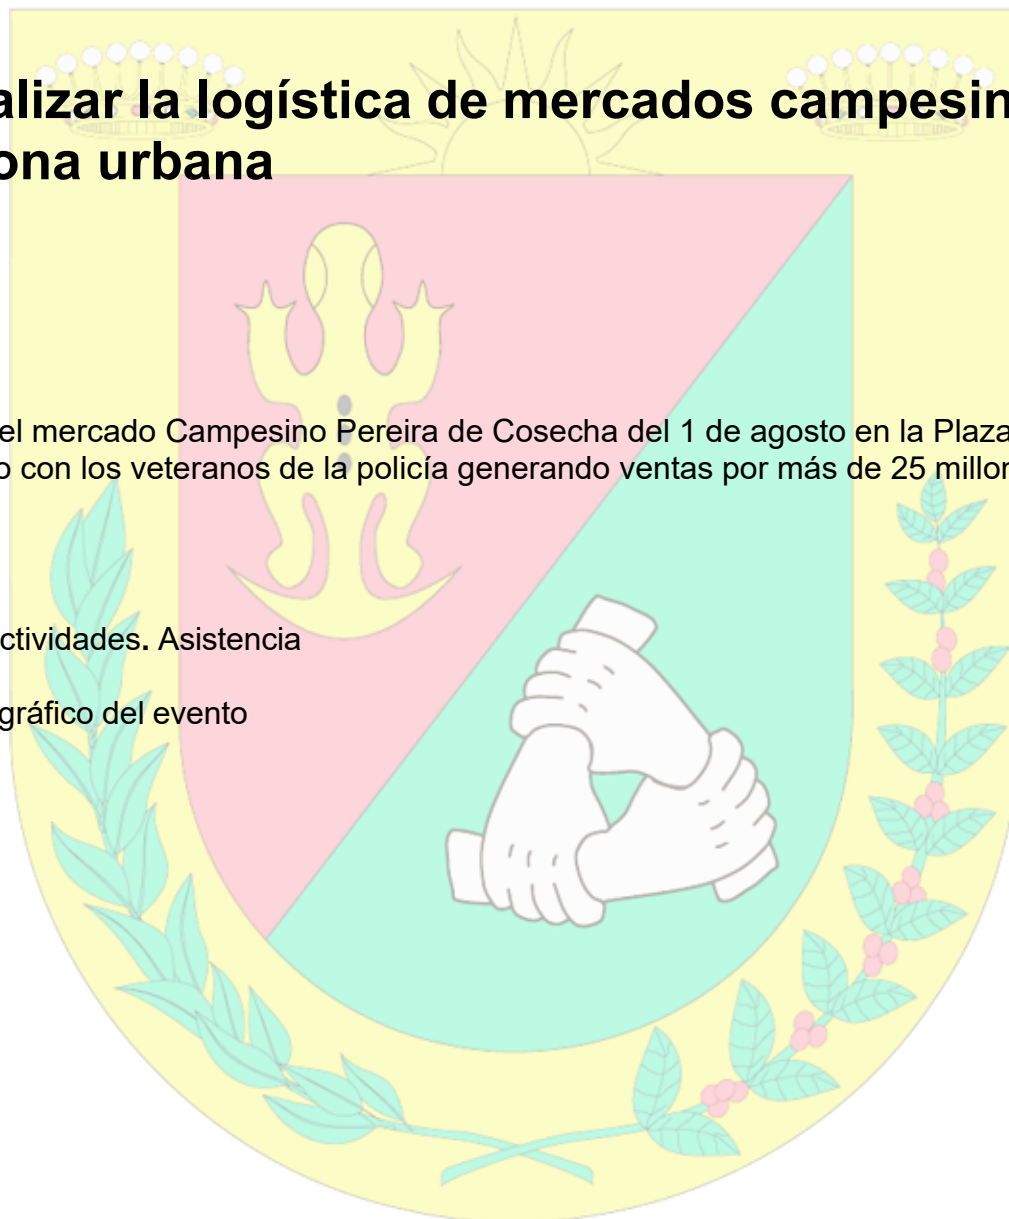 alizar la logística de mercados campesin
ona urbana
el mercado Campesino Pereira de Cosecha del 1 de agosto en la Plaza
o con los veteranos de la policía generando ventas por más de 25 millon
ctividades. Asistencia
gráfico del evento